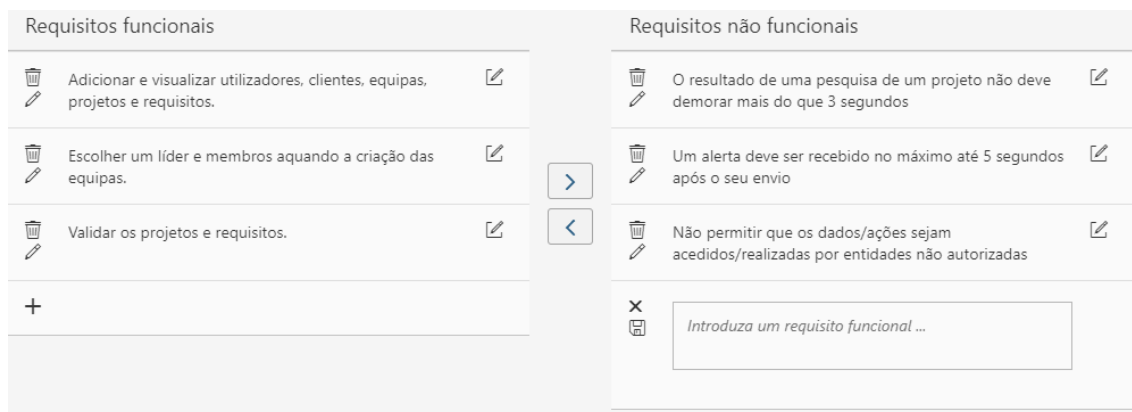 Requisitos funcionais
Adicionar e visualizar utilizadores, clientes, equipas,
projetos e requisitos.
Escolher um líder e membros aquando a criação das
equipas.
Validar os projetos e requisitos.
Requisitos não funcionais
O resultado de uma pesquisa de um projeto não deve
demorar mais do que 3 segundos
Um alerta deve ser recebido no máximo até 5 segundos
após o seu envio
Não permitir que os dados/ações sejam
acedidos/realizadas por entidades não autorizadas
Introduza um requisito funcional ...